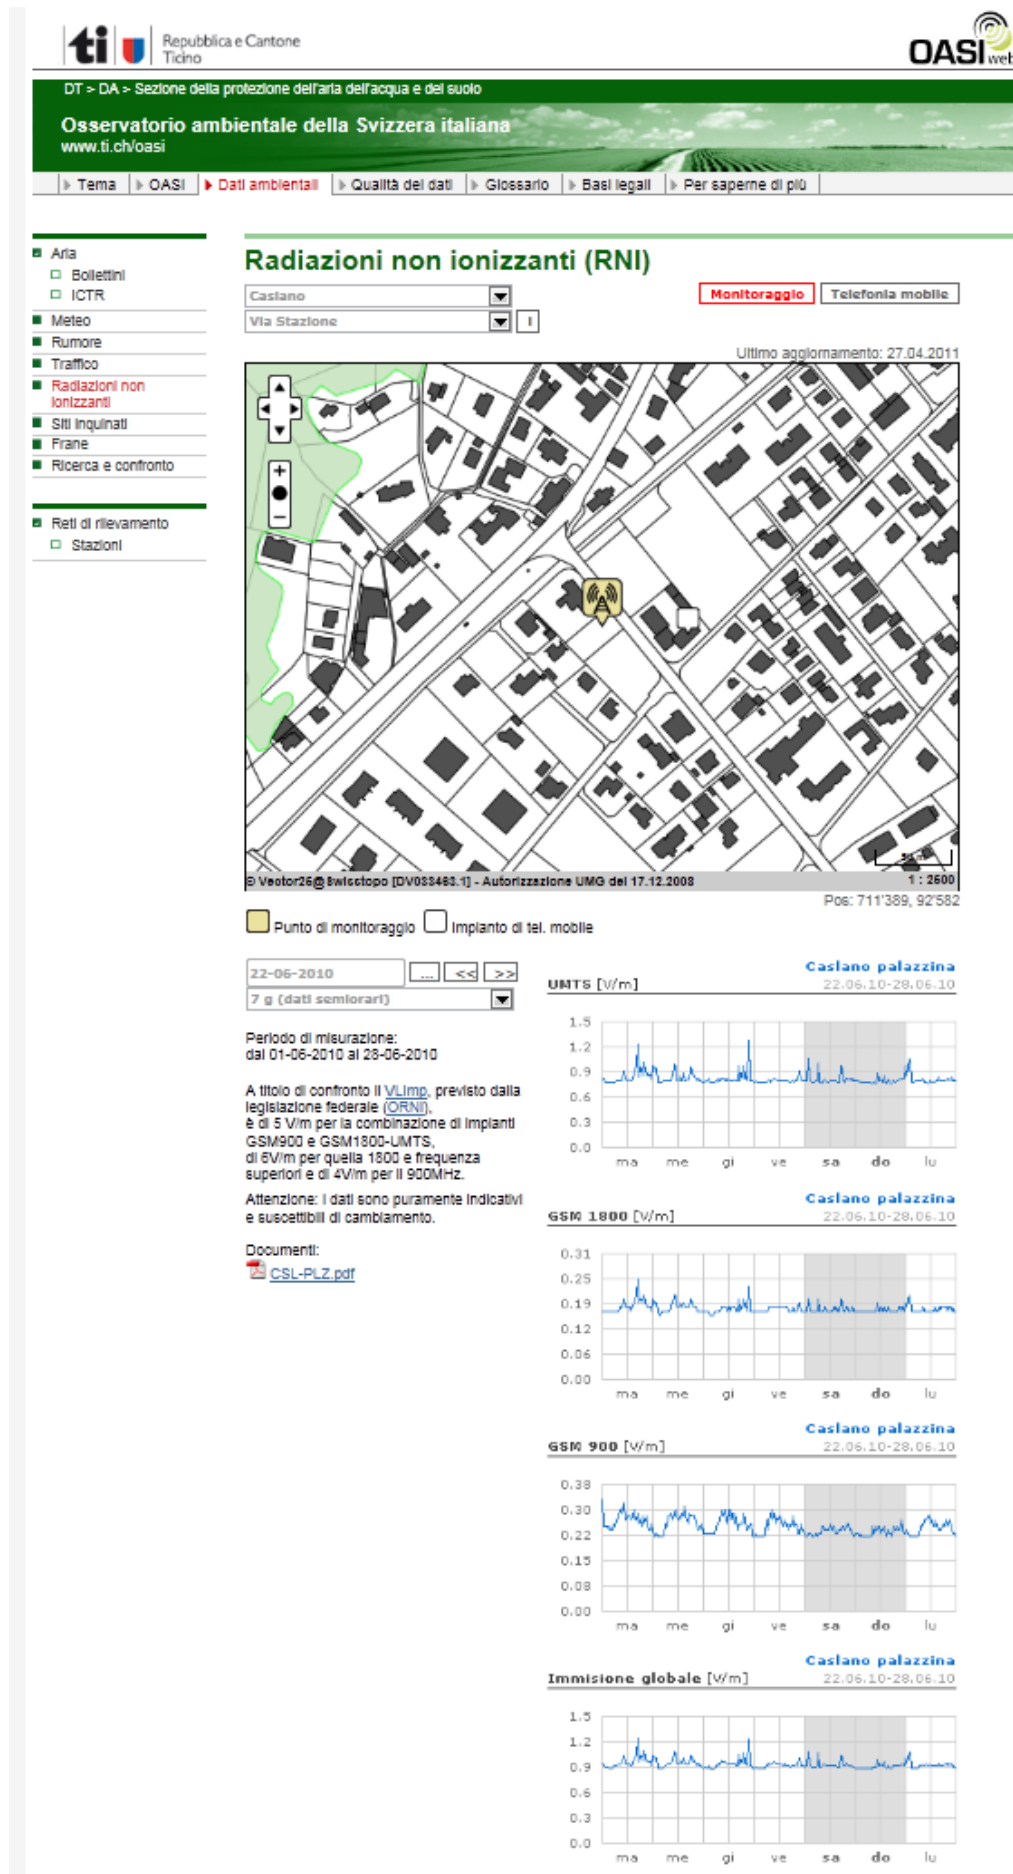 ti
Repubblica e Cantone
Ticino
OASI web
DT > DA > Sezione della protezione dell'aria dell'acqua e del suolo
Osservatorio ambientale della Svizzera italiana
www.ti.ch/oasi
Tema
OASI
Dati ambientali
Qualità dei dati
Glossario
Basi legali
Per saperne di più
Aria
Bollettini
ICTR
Meteo
Rumore
Traffico
Radiazioni non
ionizzanti
Siti inquinati
Frane
Ricerca e confronto
Reti di rilevamento
Stazioni
Radiazioni non ionizzanti (RNI)
Caslano
Via Stazione
I
Monitoraggio
Telefonia mobile
Ultimo aggiornamento: 27.04.2011
50 m
© Vector25@Swisstopo [DV033463.1] - Autorizzazione UMG del 17.12.2008
1 : 2500
Pos: 711'389, 92'582
Punto di monitoraggio
Impianto di tel. mobile
22-06-2010
...
<<
>>
7 g (dati semiorari)
Periodo di misurazione:
dal 01-06-2010 al 28-06-2010
A titolo di confronto il VLImp, previsto dalla
legislazione federale (ORNI),
è di 5 V/m per la combinazione di impianti
GSM900 e GSM1800-UMTS,
di 6V/m per quella 1800 e frequenza
superiori e di 4V/m per il 900MHz.
Attenzione: i dati sono puramente indicativi
e suscettibili di cambiamento.
Documenti:
CSL-PLZ.pdf
Caslano palazzina
UMTS [V/m]
22.06.10-28.06.10
1.5
1.2
0.9
0.6
0.3
0.0
ma me gi ve sa do lu
Caslano palazzina
GSM 1800 [V/m]
22.06.10-28.06.10
0.31
0.25
0.19
0.12
0.06
0.00
ma me gi ve sa do lu
Caslano palazzina
GSM 900 [V/m]
22.06.10-28.06.10
0.38
0.30
0.22
0.15
0.08
0.00
ma me gi ve sa do lu
Caslano palazzina
Immisione globale [V/m]
22.06.10-28.06.10
1.5
1.2
0.9
0.6
0.3
0.0
ma me gi ve sa do lu